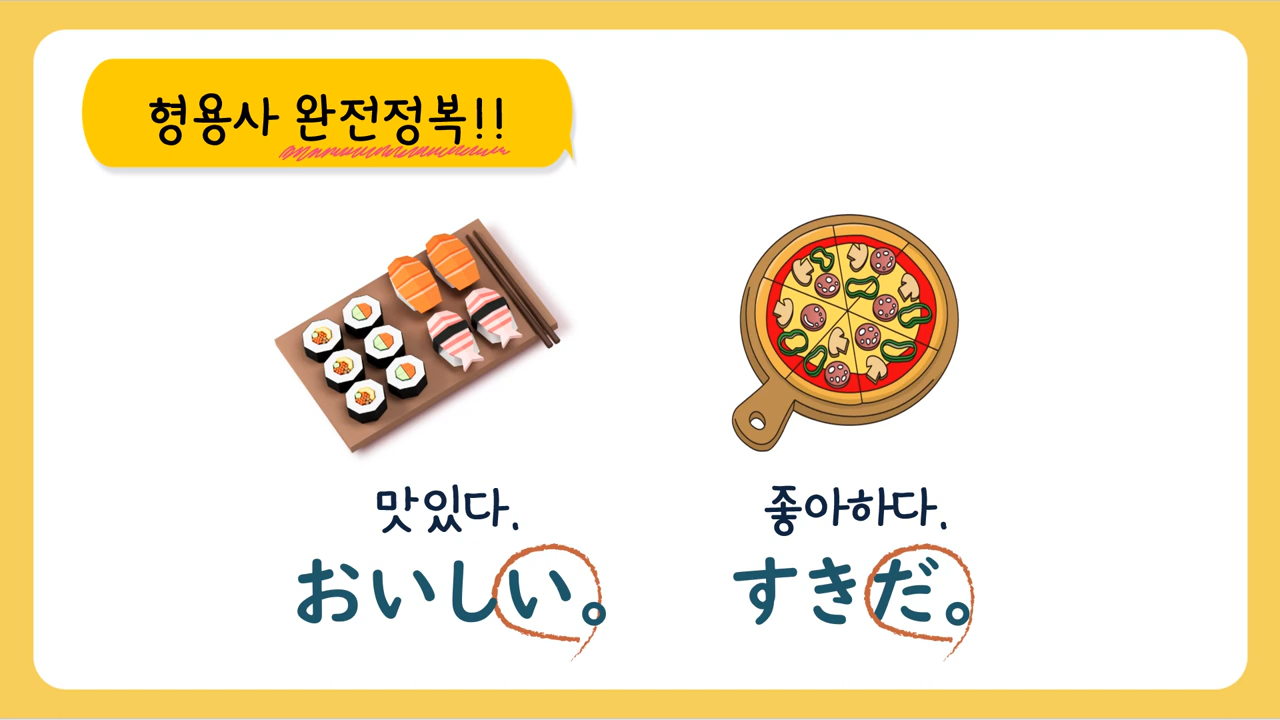 형용사 완전정복!!
맛있다.
おいしい。
좋아하다.
すきだ。